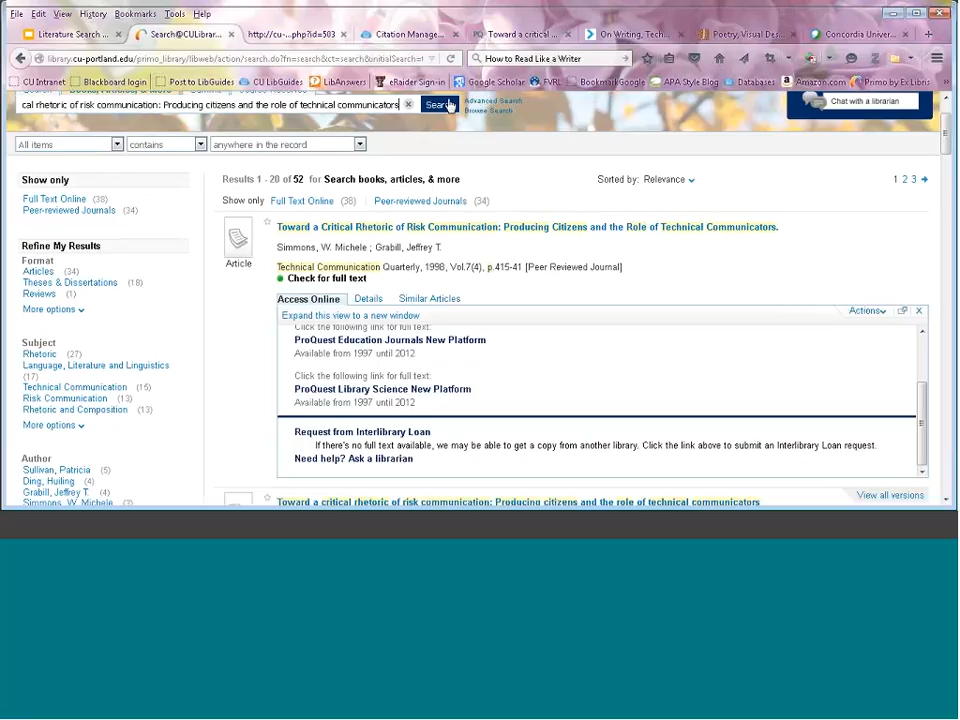 File Edit View History Bookmarks Tools Help
Literature Search ... Search@CULibrar... http://cu-...php?id=503 Citation Manage... Toward a critical ... On Writing, Tech... Poetry, Visual Des... Concordia Univer...
library.cu-portland.edu/primo_library/libweb/action/search.do?fn=search&ct=search&initialSearch=t How to Read Like a Writer
CU Intranet Blackboard login Post to LibGuides CU LibGuides LibAnswers eRaider Sign-in Google Scholar FVRL BookmarkGoogle APA Style Blog Databases Amazon.com Primo by Ex Libris
cal rhetoric of risk communication: Producing citizens and the role of technical communicators Search Advanced Search
Browse Search
Chat with a librarian
All items contains anywhere in the record
Show only
Full Text Online (38)
Peer-reviewed Journals (34)
Refine My Results
Format
Articles (34)
Theses & Dissertations (18)
Reviews (1)
More options
Subject
Rhetoric (27)
Language, Literature and Linguistics
(17)
Technical Communication (15)
Risk Communication (13)
Rhetoric and Composition (13)
More options
Author
Sullivan, Patricia (5)
Ding, Huiling (4)
Grabill, Jeffrey T. (4)
Simmons, W. Michele (3)
Results 1 - 20 of 52 for Search books, articles, & more Sorted by: Relevance 1 2 3
Show only Full Text Online (38) Peer-reviewed Journals (34)
Article
Toward a Critical Rhetoric of Risk Communication: Producing Citizens and the Role of Technical Communicators.
Simmons, W. Michele ; Grabill, Jeffrey T.
Technical Communication Quarterly, 1998, Vol.7(4), p.415-41 [Peer Reviewed Journal]
Check for full text
Access Online Details Similar Articles
Expand this view to a new window Actions X
Click the following link for full text:
ProQuest Education Journals New Platform
Available from 1997 until 2012
Click the following link for full text:
ProQuest Library Science New Platform
Available from 1997 until 2012
Request from Interlibrary Loan
If there's no full text available, we may be able to get a copy from another library. Click the link above to submit an Interlibrary Loan request.
Need help? Ask a librarian
View all versions
Toward a critical rhetoric of risk communication: Producing citizens and the role of technical communicators